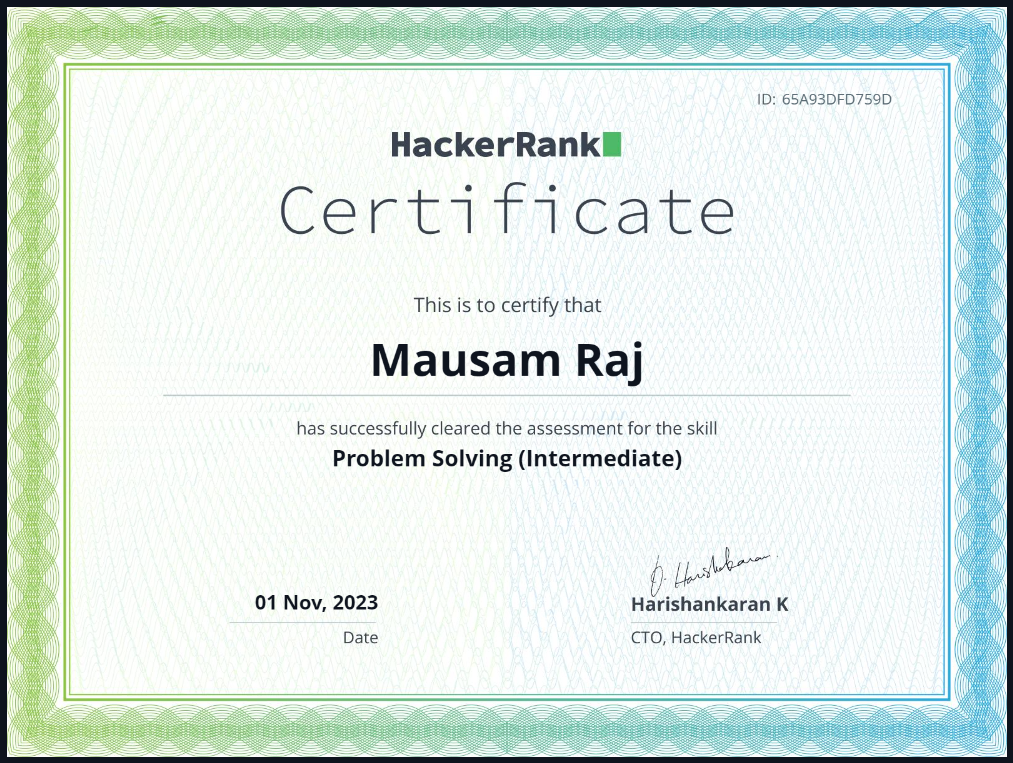 ID: 65A93DFD759D
HackerRank
Certificate
This is to certify that
Mausam Raj
has successfully cleared the assessment for the skill
Problem Solving (Intermediate)
01 Nov, 2023
Date
Harishankaran K
CTO, HackerRank